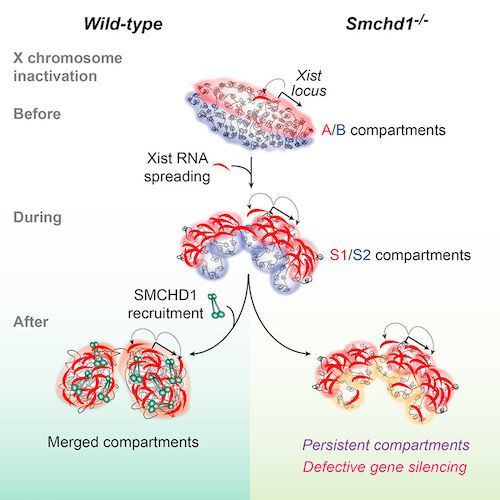 Wild-type
Smchd1-/-
X chromosome
inactivation
Xist
locus
Before
A/B compartments
Xist RNA
spreading
During
S1/S2 compartments
SMCHD1
recruitment
After
Merged compartments
Persistent compartments
Defective gene silencing